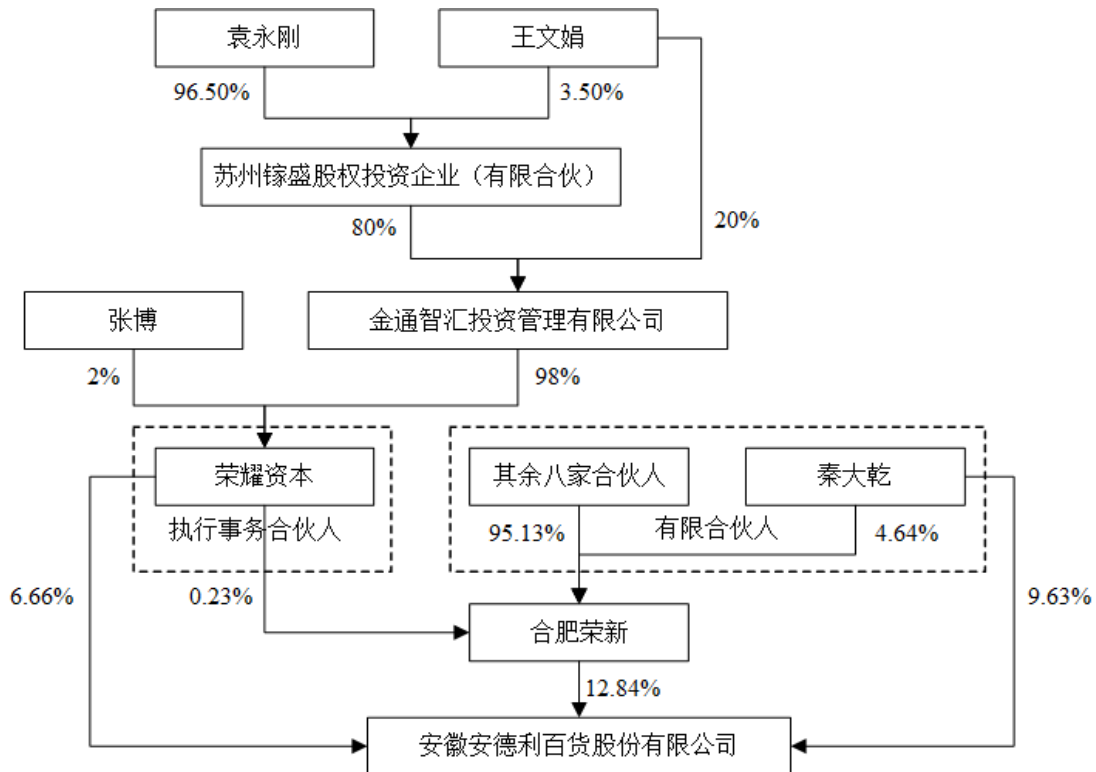 袁永刚
王文娟
96.50%
3.50%
苏州镓盛股权投资企业（有限合伙）
80%
20%
张博
金通智汇投资管理有限公司
2%
98%
荣耀资本
其余八家合伙人
秦大乾
执行事务合伙人
95.13%
有限合伙人
4.64%
6.66%
0.23%
9.63%
合肥荣新
12.84%
安徽安德利百货股份有限公司